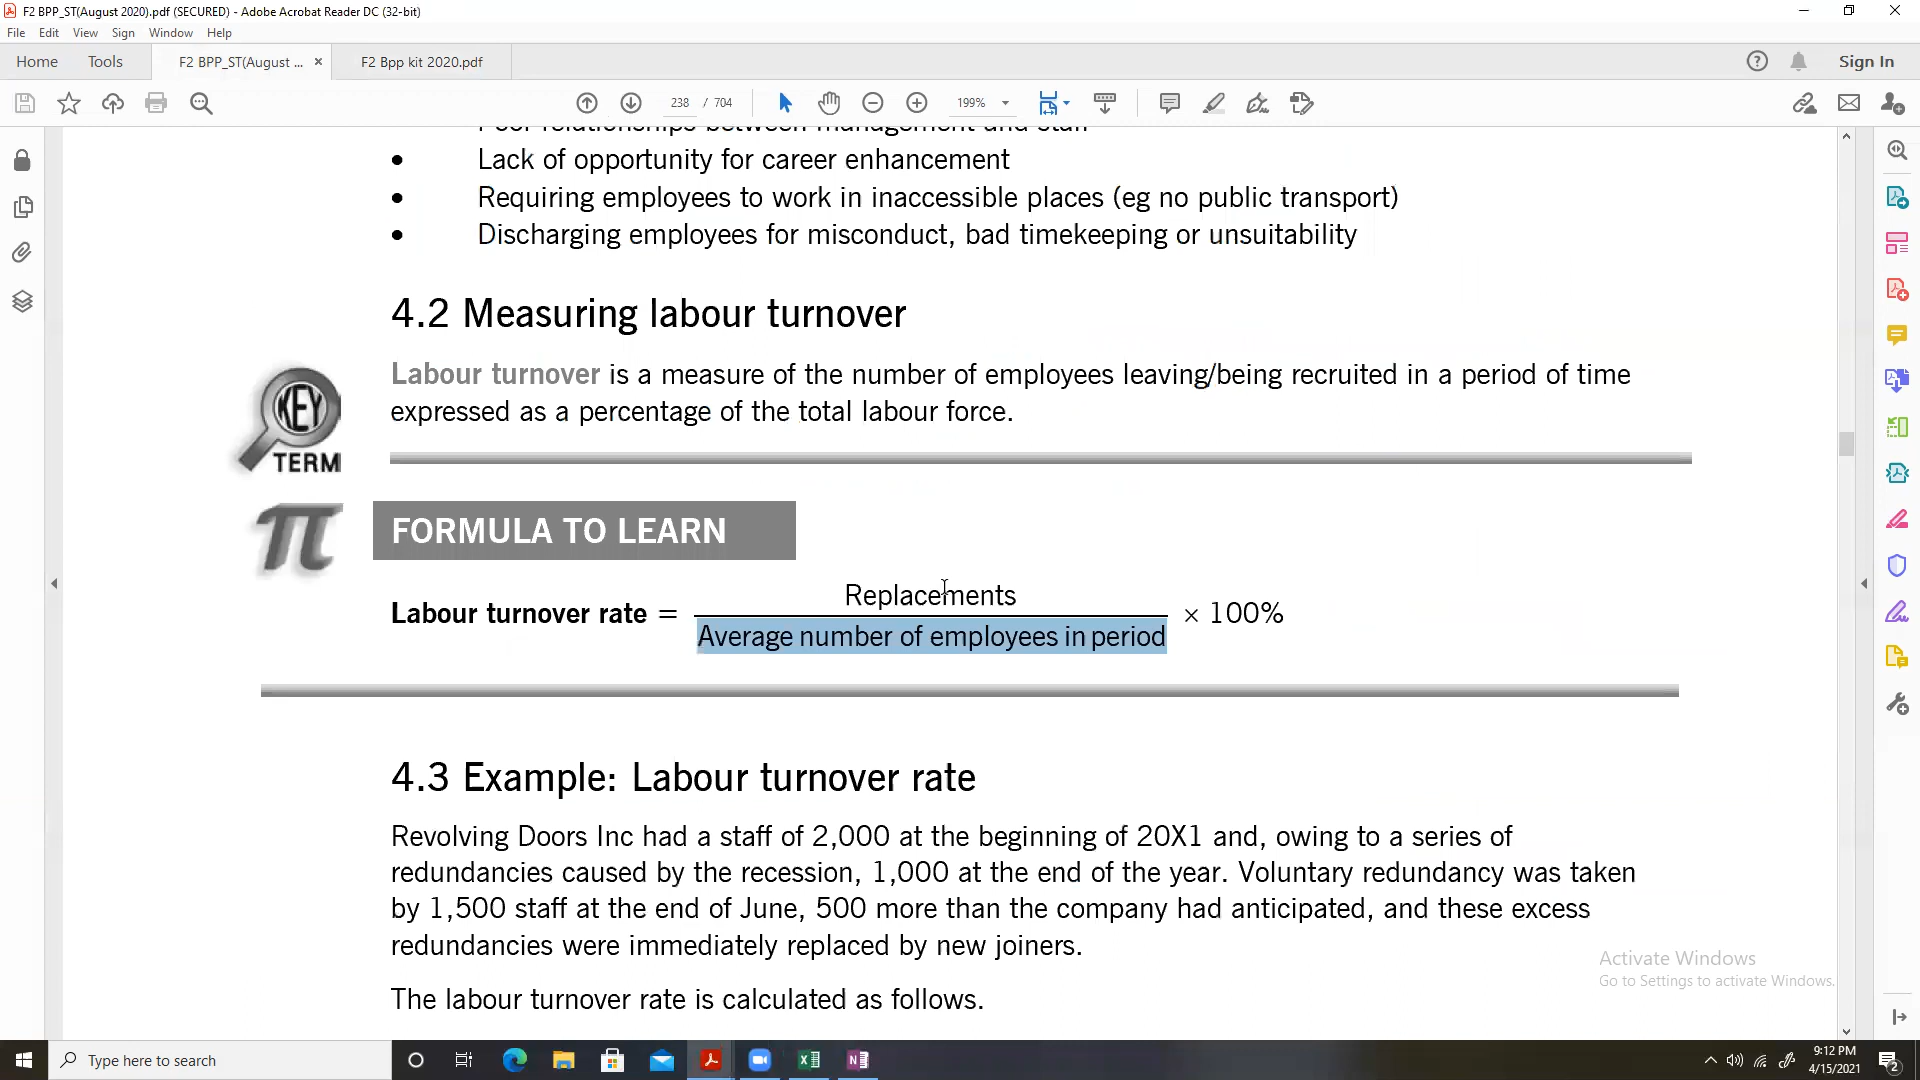 F2 BPP_ST(August 2020).pdf (SECURED) - Adobe Acrobat Reader DC (32-bit)
File Edit View Sign Window Help
Home Tools F2 BPP_ST(August ... × F2 Bpp kit 2020.pdf Sign In
238 / 704 199%
Poor relationships between management and staff
• Lack of opportunity for career enhancement
• Requiring employees to work in inaccessible places (eg no public transport)
• Discharging employees for misconduct, bad timekeeping or unsuitability
4.2 Measuring labour turnover
KEY
TERM
Labour turnover is a measure of the number of employees leaving/being recruited in a period of time
expressed as a percentage of the total labour force.
π
FORMULA TO LEARN
Replacements
Labour turnover rate = × 100%
Average number of employees in period
4.3 Example: Labour turnover rate
Revolving Doors Inc had a staff of 2,000 at the beginning of 20X1 and, owing to a series of
redundancies caused by the recession, 1,000 at the end of the year. Voluntary redundancy was taken
by 1,500 staff at the end of June, 500 more than the company had anticipated, and these excess
redundancies were immediately replaced by new joiners.
The labour turnover rate is calculated as follows.
Activate Windows
Go to Settings to activate Windows.
Type here to search
9:12 PM
4/15/2021
2